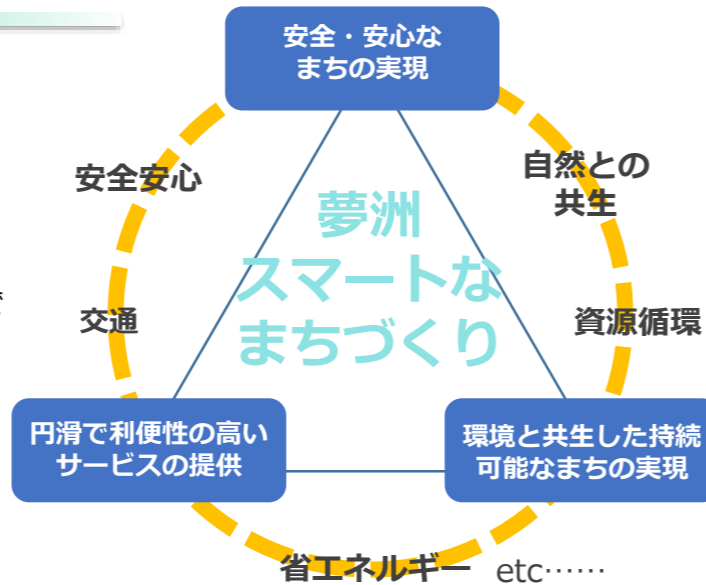 安全・安心な
まちの実現
安全安心
自然との
共生
夢洲
スマートな
まちづくり
交通
資源循環
円滑で利便性の高い
サービスの提供
環境と共生した持続
可能なまちの実現
省エネルギー etc……